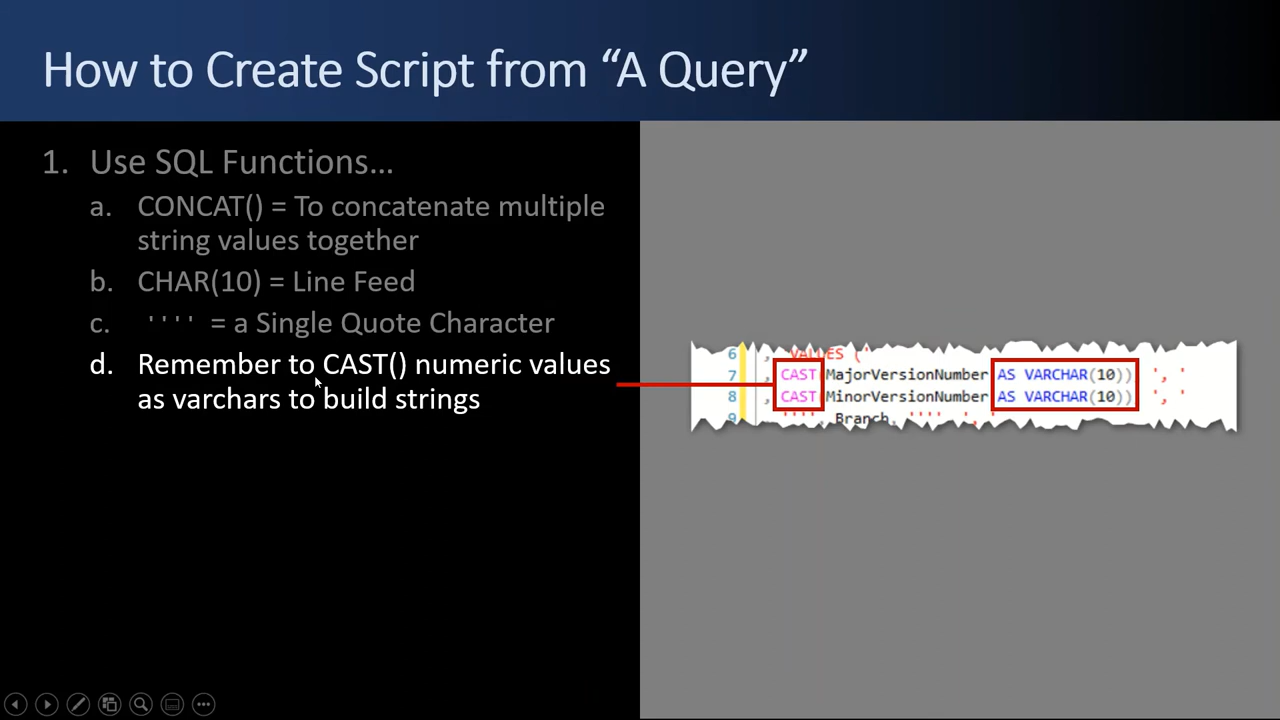 How to Create Script from “A Query”
1. Use SQL Functions…
a. CONCAT() = To concatenate multiple
string values together
b. CHAR(10) = Line Feed
c. '''' = a Single Quote Character
d. Remember to CAST() numeric values
as varchars to build strings
6 , 'VALUES ('
7 , CAST(MajorVersionNumber AS VARCHAR(10)), ', '
8 , CAST(MinorVersionNumber AS VARCHAR(10)), ', '
9 , '''', Branch, '''', ', '